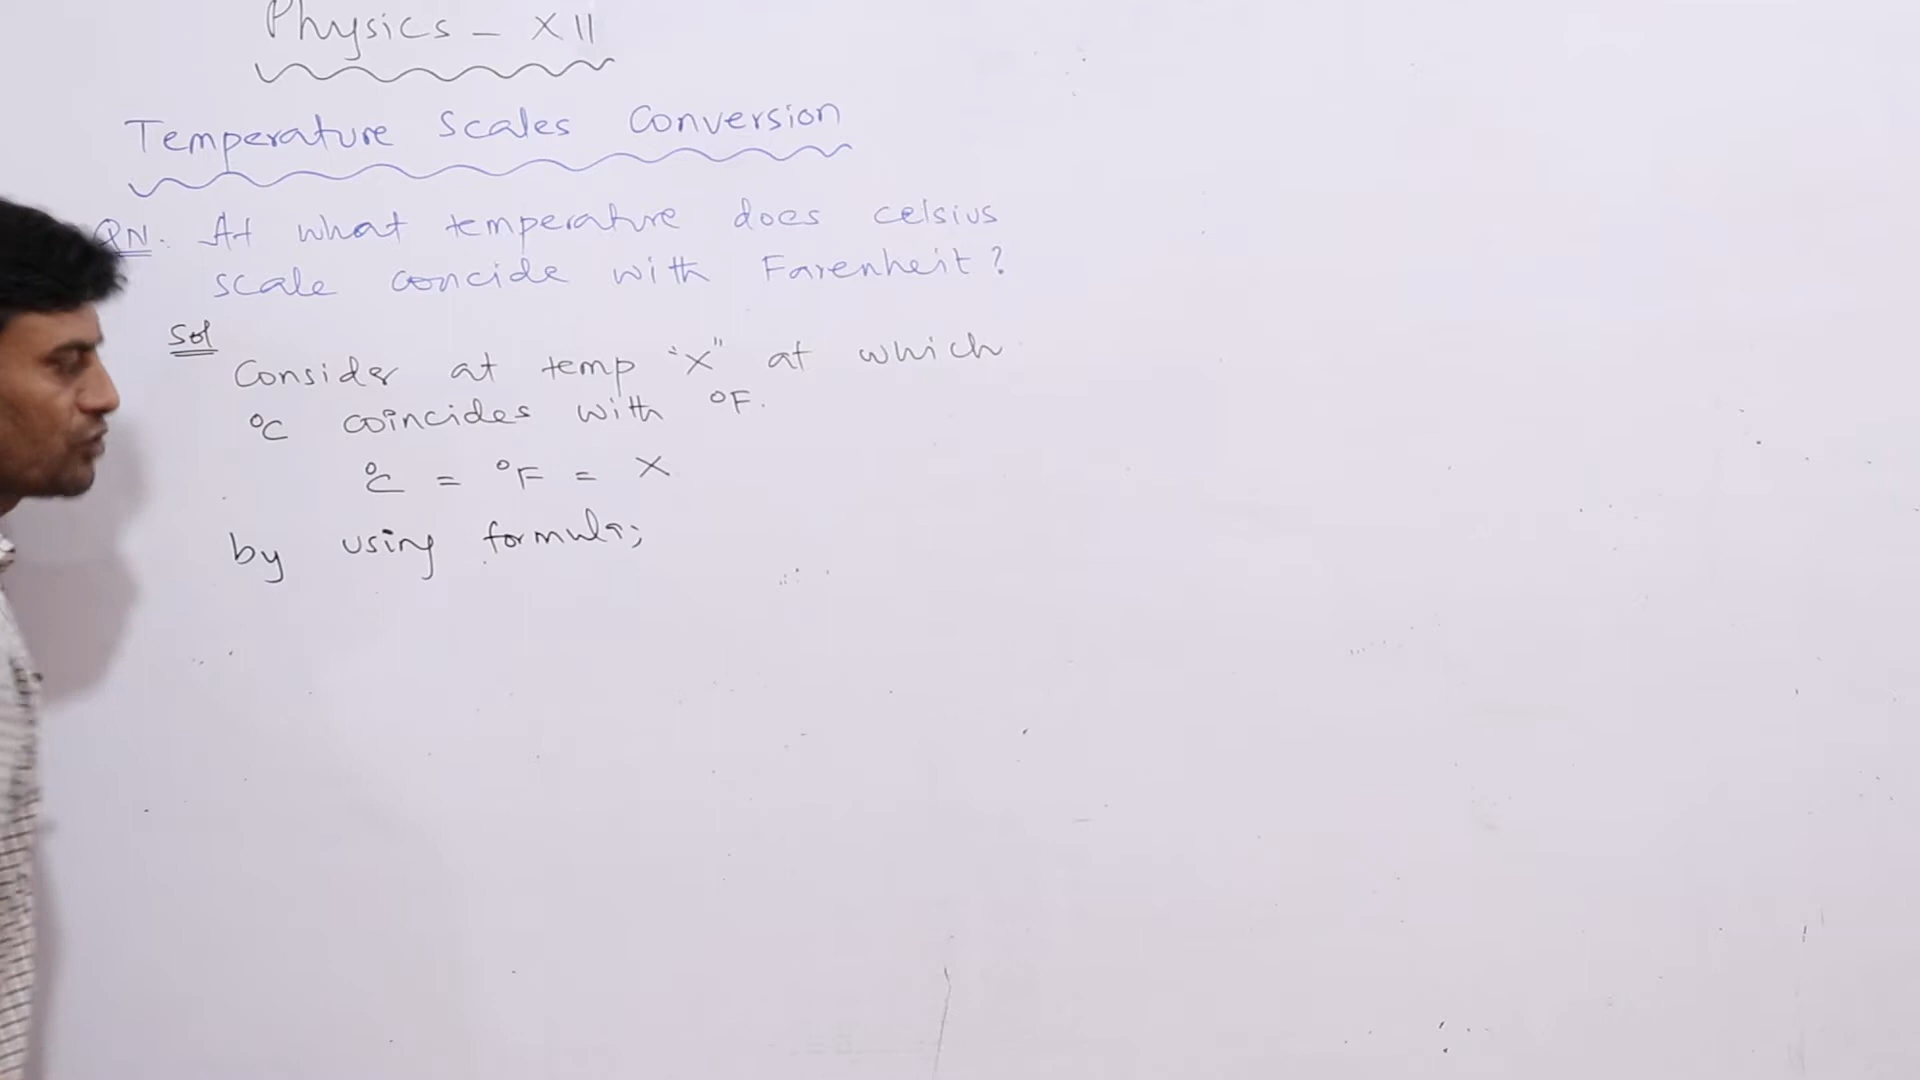 Physics - XII
Temperature Scales Conversion
QN. At what temperature does celsius
scale concide with Farenheit?
Sol
Consider at temp "X" at which
°C coincides with °F.
°C = °F = X
by using formula;